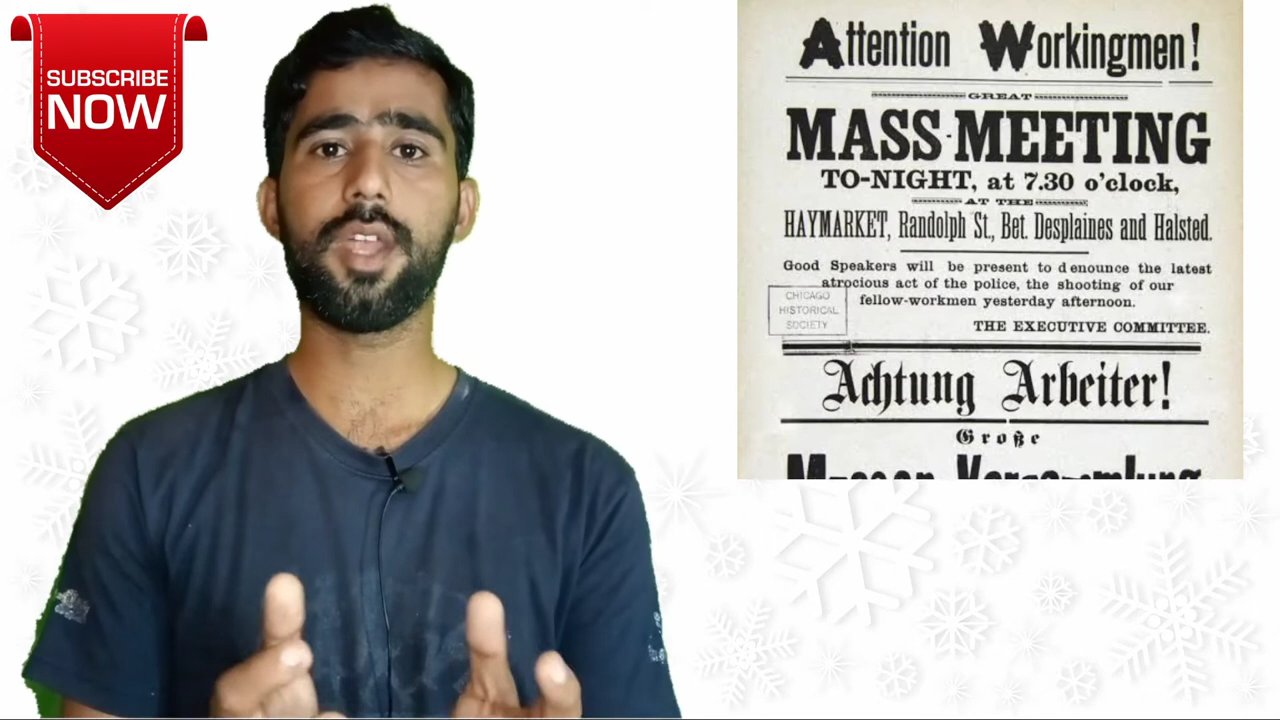 SUBSCRIBE
NOW
Attention Workingmen!
GREAT
MASS-MEETING
TO-NIGHT, at 7.30 o'clock,
AT THE
HAYMARKET, Randolph St., Bet. Desplaines and Halsted.
Good Speakers will be present to denounce the latest
atrocious act of the police, the shooting of our
fellow-workmen yesterday afternoon.
CHICAGO
HISTORICAL
SOCIETY
THE EXECUTIVE COMMITTEE.
Achtung Arbeiter!
Große